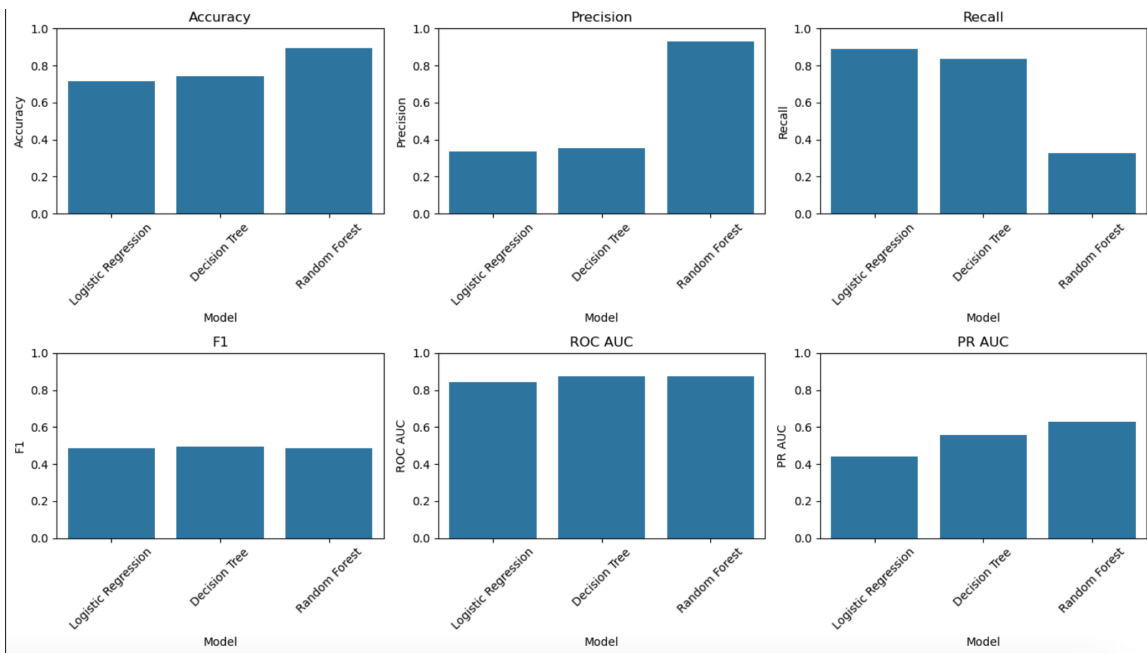 Accuracy
Precision
Recall
1.0
0.8
0.6
0.4
0.2
0.0
Accuracy
Logistic Regression
Decision Tree
Random Forest
Model
1.0
0.8
0.6
0.4
0.2
0.0
Precision
Logistic Regression
Decision Tree
Random Forest
Model
1.0
0.8
0.6
0.4
0.2
0.0
Recall
Logistic Regression
Decision Tree
Random Forest
Model
F1
ROC AUC
PR AUC
1.0
0.8
0.6
0.4
0.2
0.0
F1
Logistic Regression
Decision Tree
Random Forest
Model
1.0
0.8
0.6
0.4
0.2
0.0
ROC AUC
Logistic Regression
Decision Tree
Random Forest
Model
1.0
0.8
0.6
0.4
0.2
0.0
PR AUC
Logistic Regression
Decision Tree
Random Forest
Model